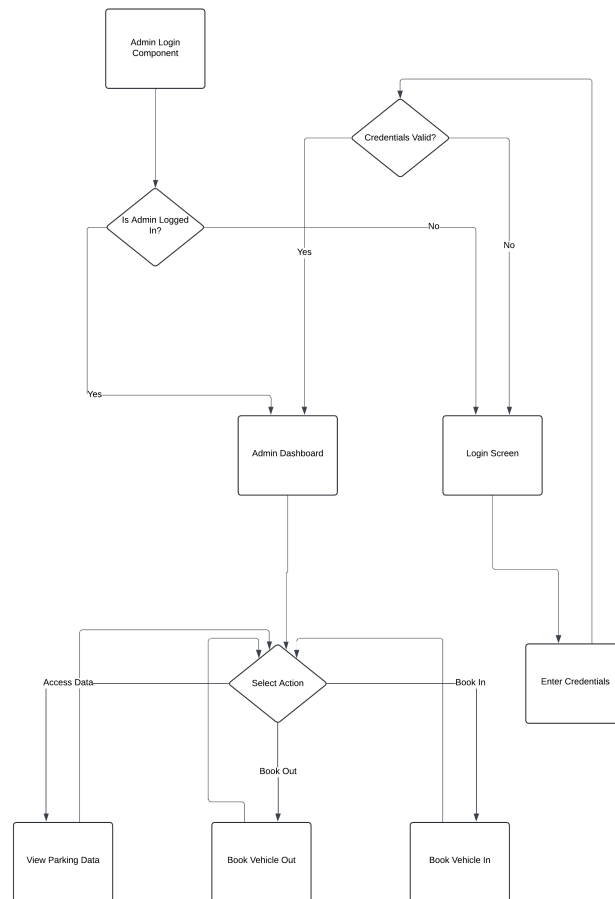 Admin Login
Component
Credentials Valid?
Is Admin Logged
In?
No
No
Yes
Yes
Admin Dashboard
Login Screen
Access Data
Select Action
Book In
Enter Credentials
Book Out
View Parking Data
Book Vehicle Out
Book Vehicle In